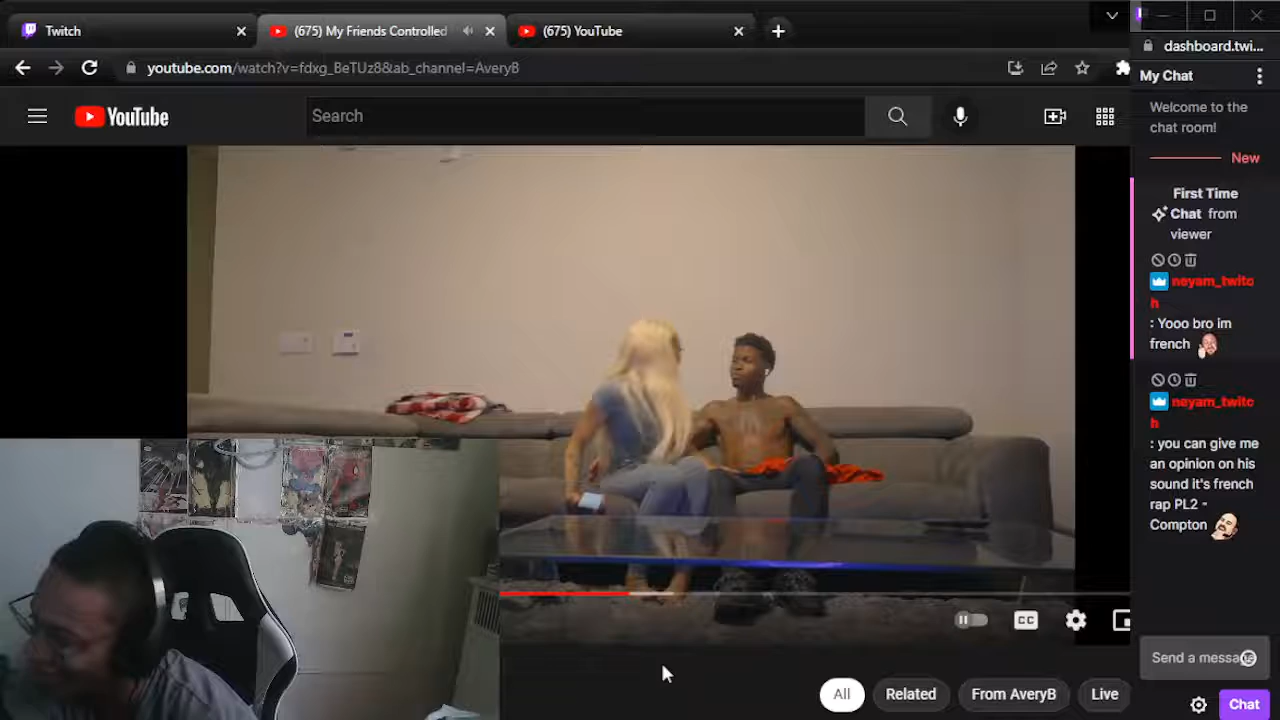 Twitch
(675) My Friends Controlled
(675) YouTube
youtube.com/watch?v=fdxg_BeTUz8&ab_channel=AveryB
dashboard.twi...
YouTube
Search
My Chat
Welcome to the
chat room!
New
First Time
Chat from
viewer
neyam_twitc
h
: Yooo bro im
french
neyam_twitc
h
: you can give me
an opinion on his
sound it's french
rap PL2 -
Compton
CC
Send a message
All
Related
From AveryB
Live
Chat